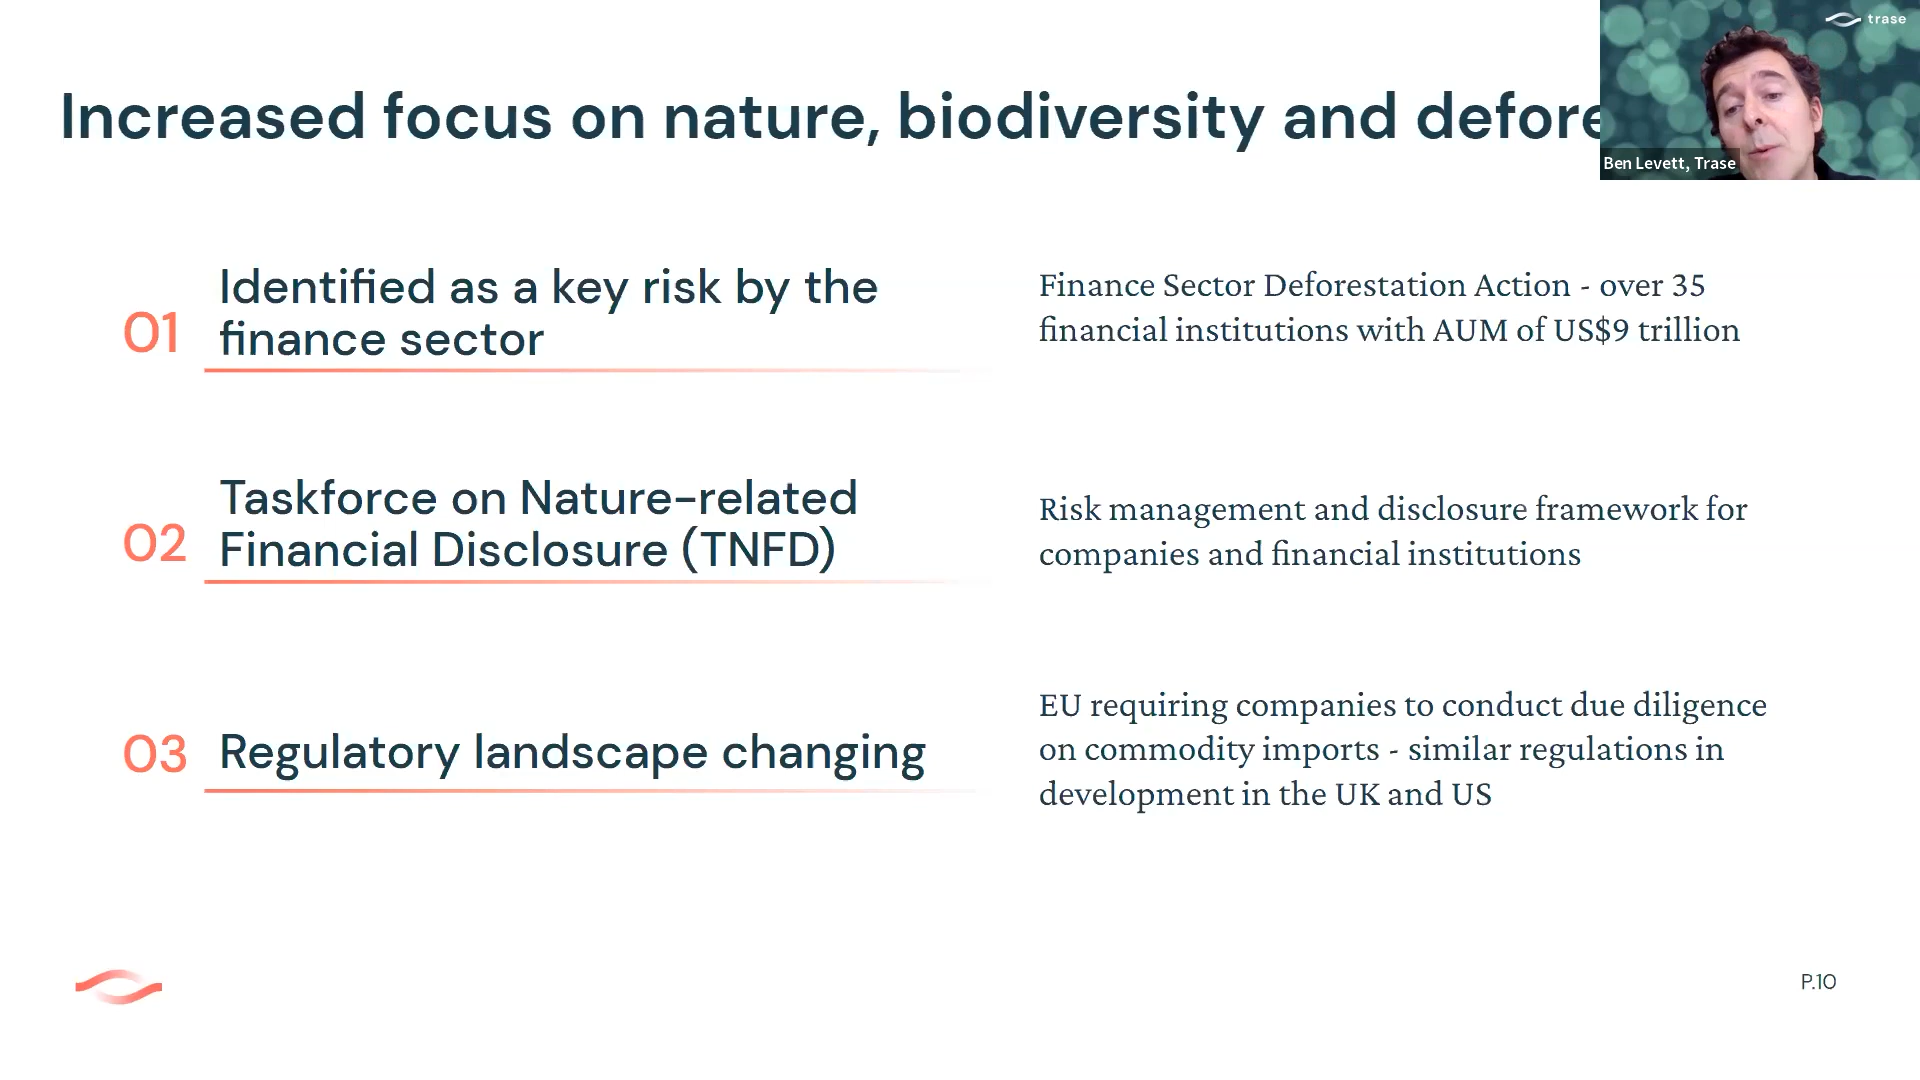 trase
Increased focus on nature, biodiversity and
Ben Levett, Trase
01
Identified as a key risk by the
finance sector
Finance Sector Deforestation Action - over 35
financial institutions with AUM of US$9 trillion
02
Taskforce on Nature-related
Financial Disclosure (TNFD)
Risk management and disclosure framework for
companies and financial institutions
03
Regulatory landscape changing
EU requiring companies to conduct due diligence
on commodity imports - similar regulations in
development in the UK and US
P.10